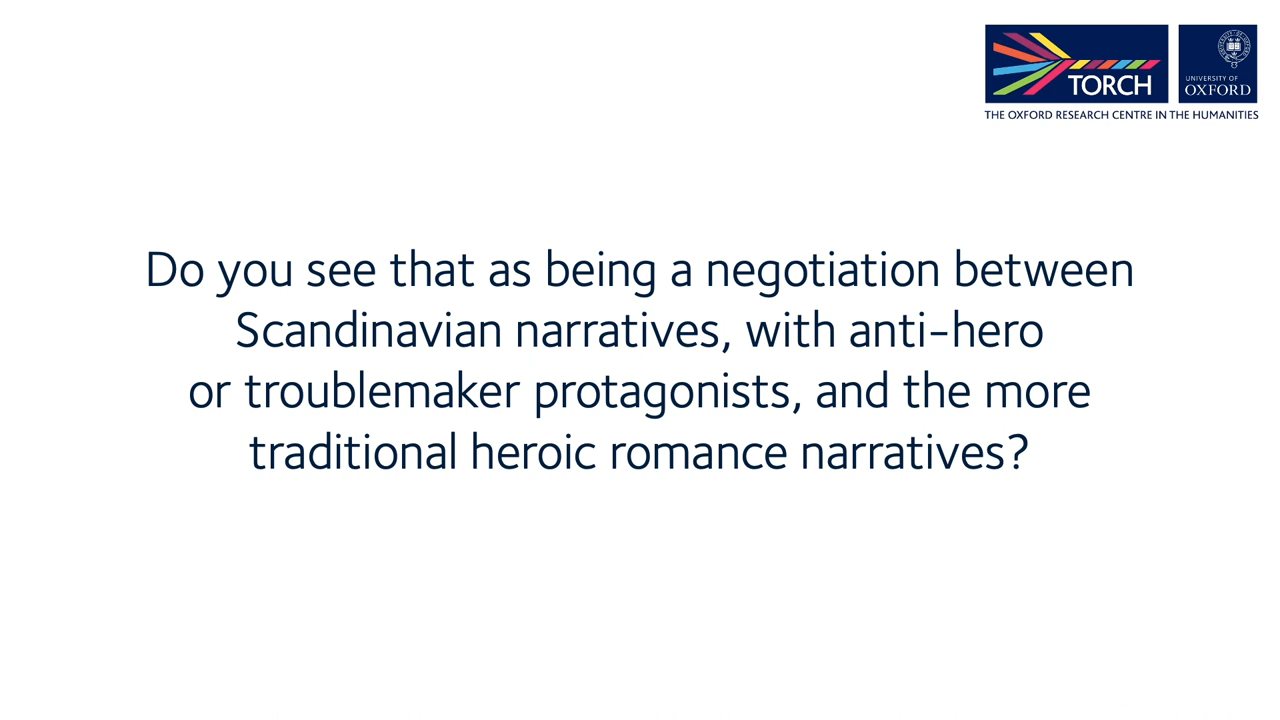 TORCH
UNIVERSITY OF
OXFORD
THE OXFORD RESEARCH CENTRE IN THE HUMANITIES
Do you see that as being a negotiation between
Scandinavian narratives, with anti-hero
or troublemaker protagonists, and the more
traditional heroic romance narratives?